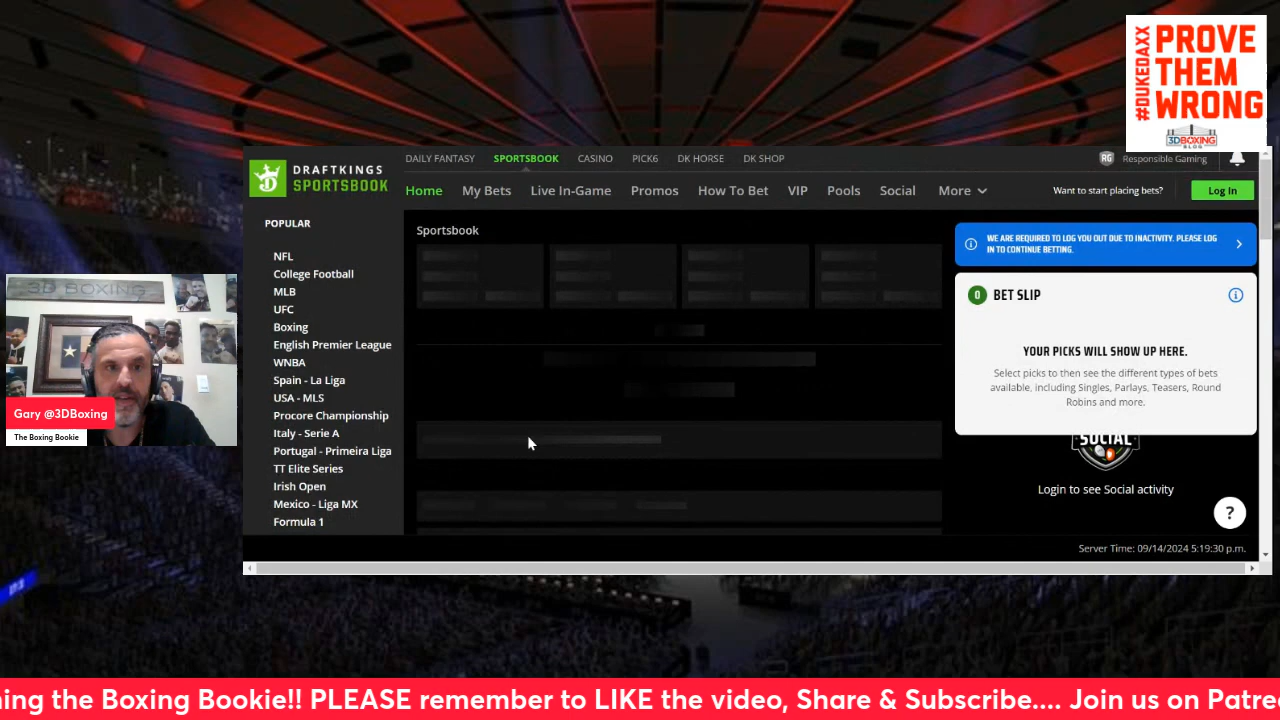 #DUKEDAXX
PROVE
THEM
WRONG
3DBOXING
BLOG
DRAFTKINGS
SPORTSBOOK
DAILY FANTASY SPORTSBOOK CASINO PICK6 DK HORSE DK SHOP
RG Responsible Gaming
Home My Bets Live In-Game Promos How To Bet VIP Pools Social More
Want to start placing bets? Log In
POPULAR
NFL
College Football
MLB
UFC
Boxing
English Premier League
WNBA
Spain - La Liga
USA - MLS
Procore Championship
Italy - Serie A
Portugal - Primeira Liga
TT Elite Series
Irish Open
Mexico - Liga MX
Formula 1
Sportsbook
WE ARE REQUIRED TO LOG YOU OUT DUE TO INACTIVITY. PLEASE LOG
IN TO CONTINUE BETTING.
0 BET SLIP
YOUR PICKS WILL SHOW UP HERE.
Select picks to then see the different types of bets
available, including Singles, Parlays, Teasers, Round
Robins and more.
SOCIAL
Login to see Social activity
?
Server Time: 09/14/2024 5:19:30 p.m.
3D BOXING
Gary @3DBoxing
The Boxing Bookie
ning the Boxing Bookie!! PLEASE remember to LIKE the video, Share & Subscribe.... Join us on Patre